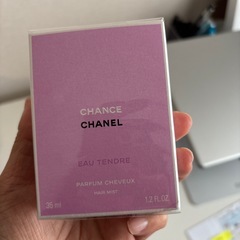 CHANCE
CHANEL
EAU TENDRE
PARFUM CHEVEUX
HAIR MIST
35 ml 1.2 FL.OZ.